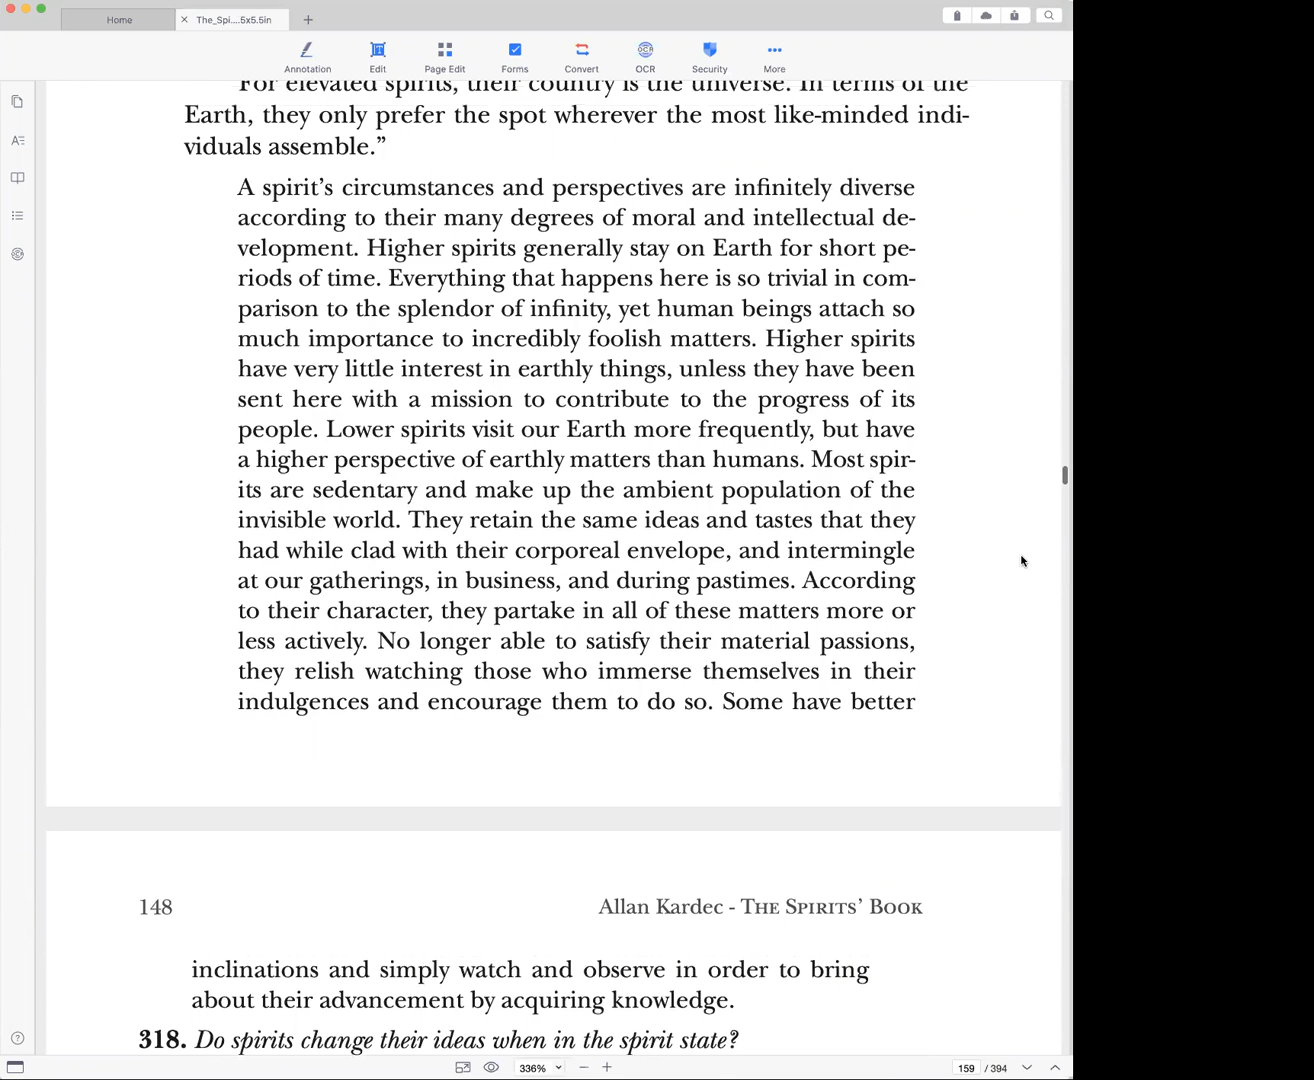 Home
The_Spi....5x5.5in
Annotation
Edit
Page Edit
Forms
Convert
OCR
OCR
Security
More
For elevated spirits, their country is the universe. In terms of the
Earth, they only prefer the spot wherever the most like-minded indi-
viduals assemble.”
A spirit’s circumstances and perspectives are infinitely diverse
according to their many degrees of moral and intellectual de-
velopment. Higher spirits generally stay on Earth for short pe-
riods of time. Everything that happens here is so trivial in com-
parison to the splendor of infinity, yet human beings attach so
much importance to incredibly foolish matters. Higher spirits
have very little interest in earthly things, unless they have been
sent here with a mission to contribute to the progress of its
people. Lower spirits visit our Earth more frequently, but have
a higher perspective of earthly matters than humans. Most spir-
its are sedentary and make up the ambient population of the
invisible world. They retain the same ideas and tastes that they
had while clad with their corporeal envelope, and intermingle
at our gatherings, in business, and during pastimes. According
to their character, they partake in all of these matters more or
less actively. No longer able to satisfy their material passions,
they relish watching those who immerse themselves in their
indulgences and encourage them to do so. Some have better
148
Allan Kardec - The Spirits’ Book
inclinations and simply watch and observe in order to bring
about their advancement by acquiring knowledge.
318. Do spirits change their ideas when in the spirit state?
336%
159 / 394